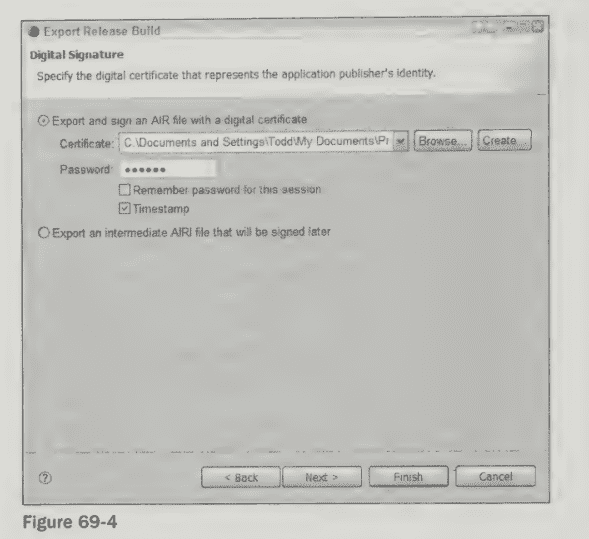 Export Release Build
Digital Signature
Specify the digital certificate that represents the application publisher's identity.
Export and sign an AIR file with a digital certificate
Certificate: C:\Documents and Settings\Todd\My Documents\Pr Browse... Create...
Password: ••••••
Remember password for this session
Timestamp
Export an intermediate AIRI file that will be signed later
? < Back Next > Finish Cancel
Figure 69-4